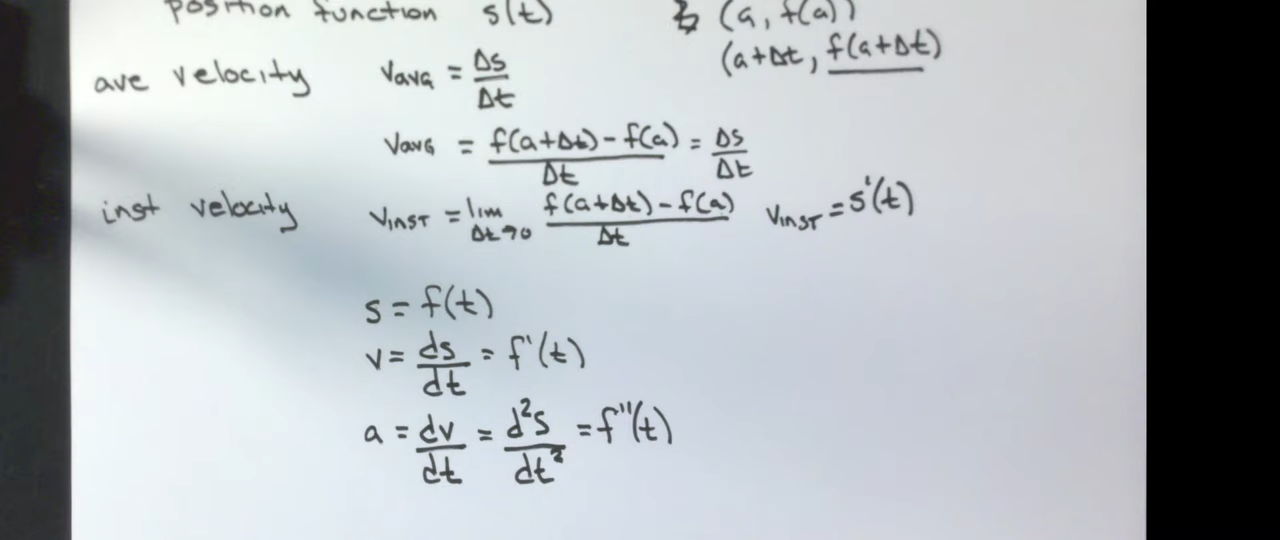 position function s(t) (a, f(a))
(a+Δt, f(a+Δt)
ave velocity VAVG = Δs/Δt
VAVG = f(a+Δt) - f(a)/Δt = Δs/Δt
inst velocity VINST = lim Δt→0 f(a+Δt) - f(a)/Δt VINST = s'(t)
s = f(t)
v = ds/dt = f'(t)
a = dv/dt = d²s/dt² = f''(t)